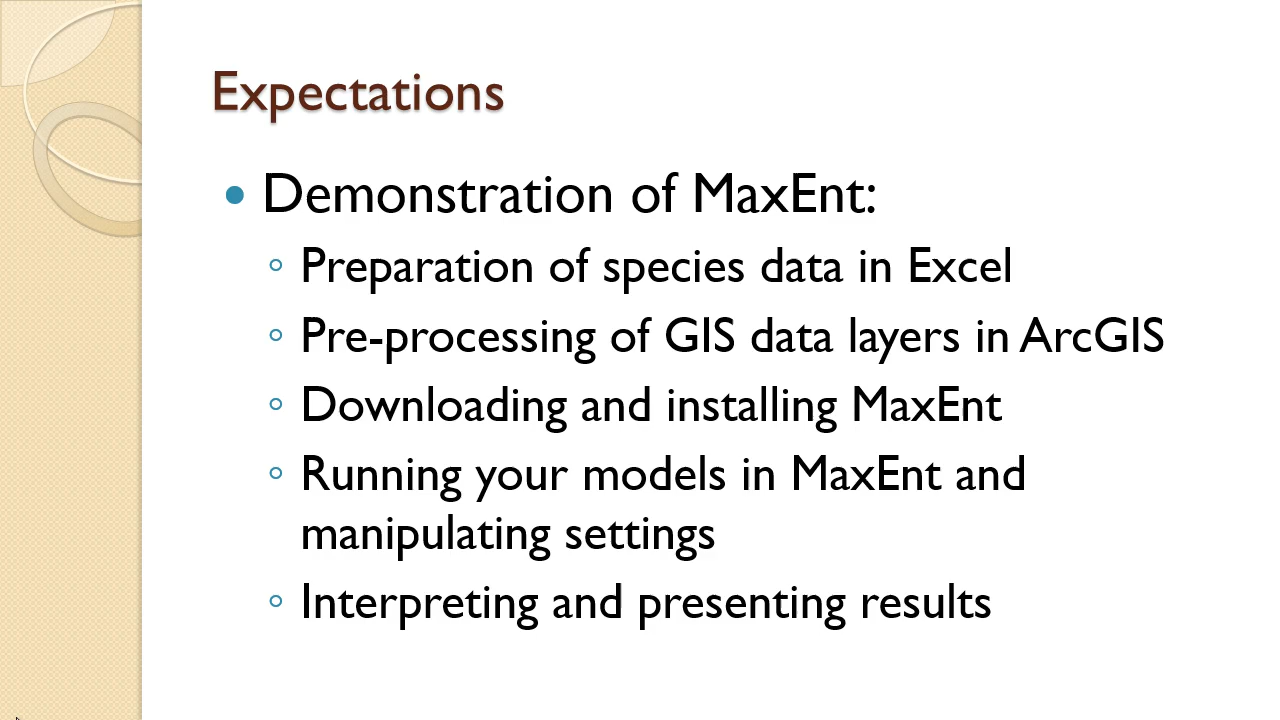 Expectations
• Demonstration of MaxEnt:
◦ Preparation of species data in Excel
◦ Pre-processing of GIS data layers in ArcGIS
◦ Downloading and installing MaxEnt
◦ Running your models in MaxEnt and
manipulating settings
◦ Interpreting and presenting results